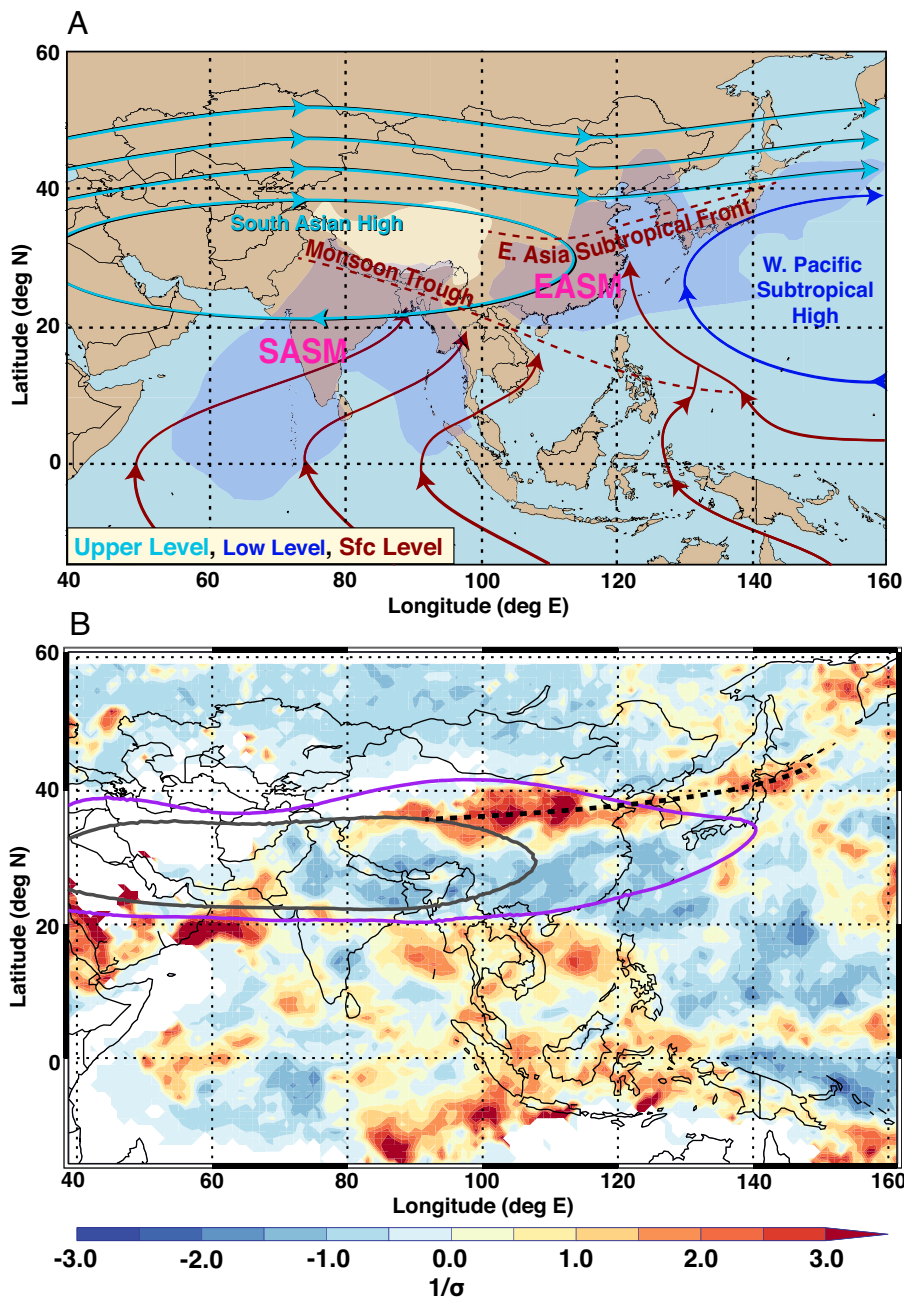 A
60
40
20
0
Latitude (deg N)
South Asian High
Monsoon Trough
E. Asia Subtropical Front
EASM
SASM
W. Pacific
Subtropical
High
Upper Level, Low Level, Sfc Level
40 60 80 100 120 140 160
Longitude (deg E)
B
60
40
20
0
Latitude (deg N)
40 60 80 100 120 140 160
Longitude (deg E)
-3.0 -2.0 -1.0 0.0 1.0 2.0 3.0
1/σ